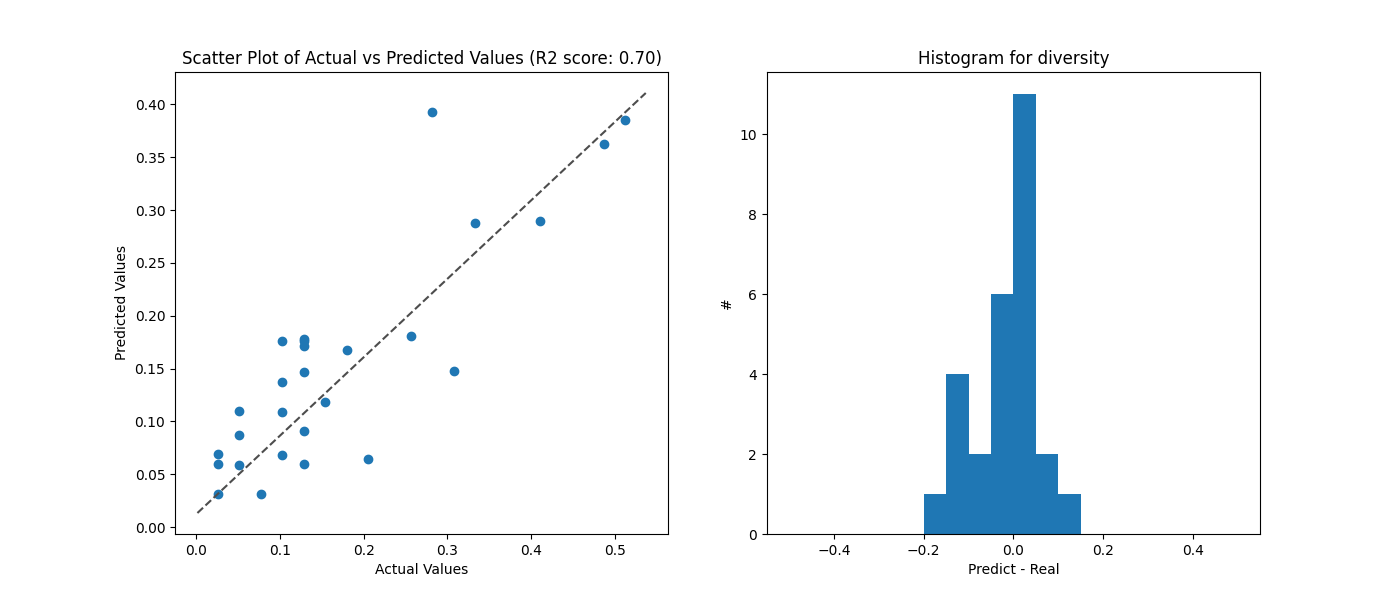 Scatter Plot of Actual vs Predicted Values (R2 score: 0.70)
0.40
0.35
0.30
0.25
0.20
0.15
0.10
0.05
0.00
Predicted Values
0.0 0.1 0.2 0.3 0.4 0.5
Actual Values
Histogram for diversity
10
8
6
4
2
0
#
−0.4 −0.2 0.0 0.2 0.4
Predict - Real